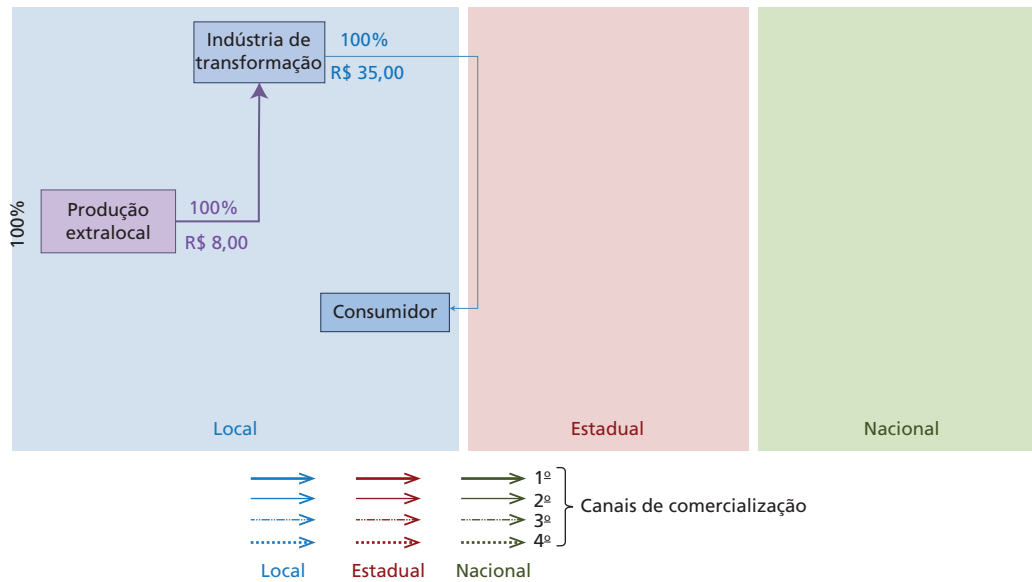 Indústria de
transformação
100%
R$ 35,00
100%
Produção
extralocal
100%
R$ 8,00
Consumidor
Local
Estadual
Nacional
1º
2º
3º
4º
Canais de comercialização
Local
Estadual
Nacional